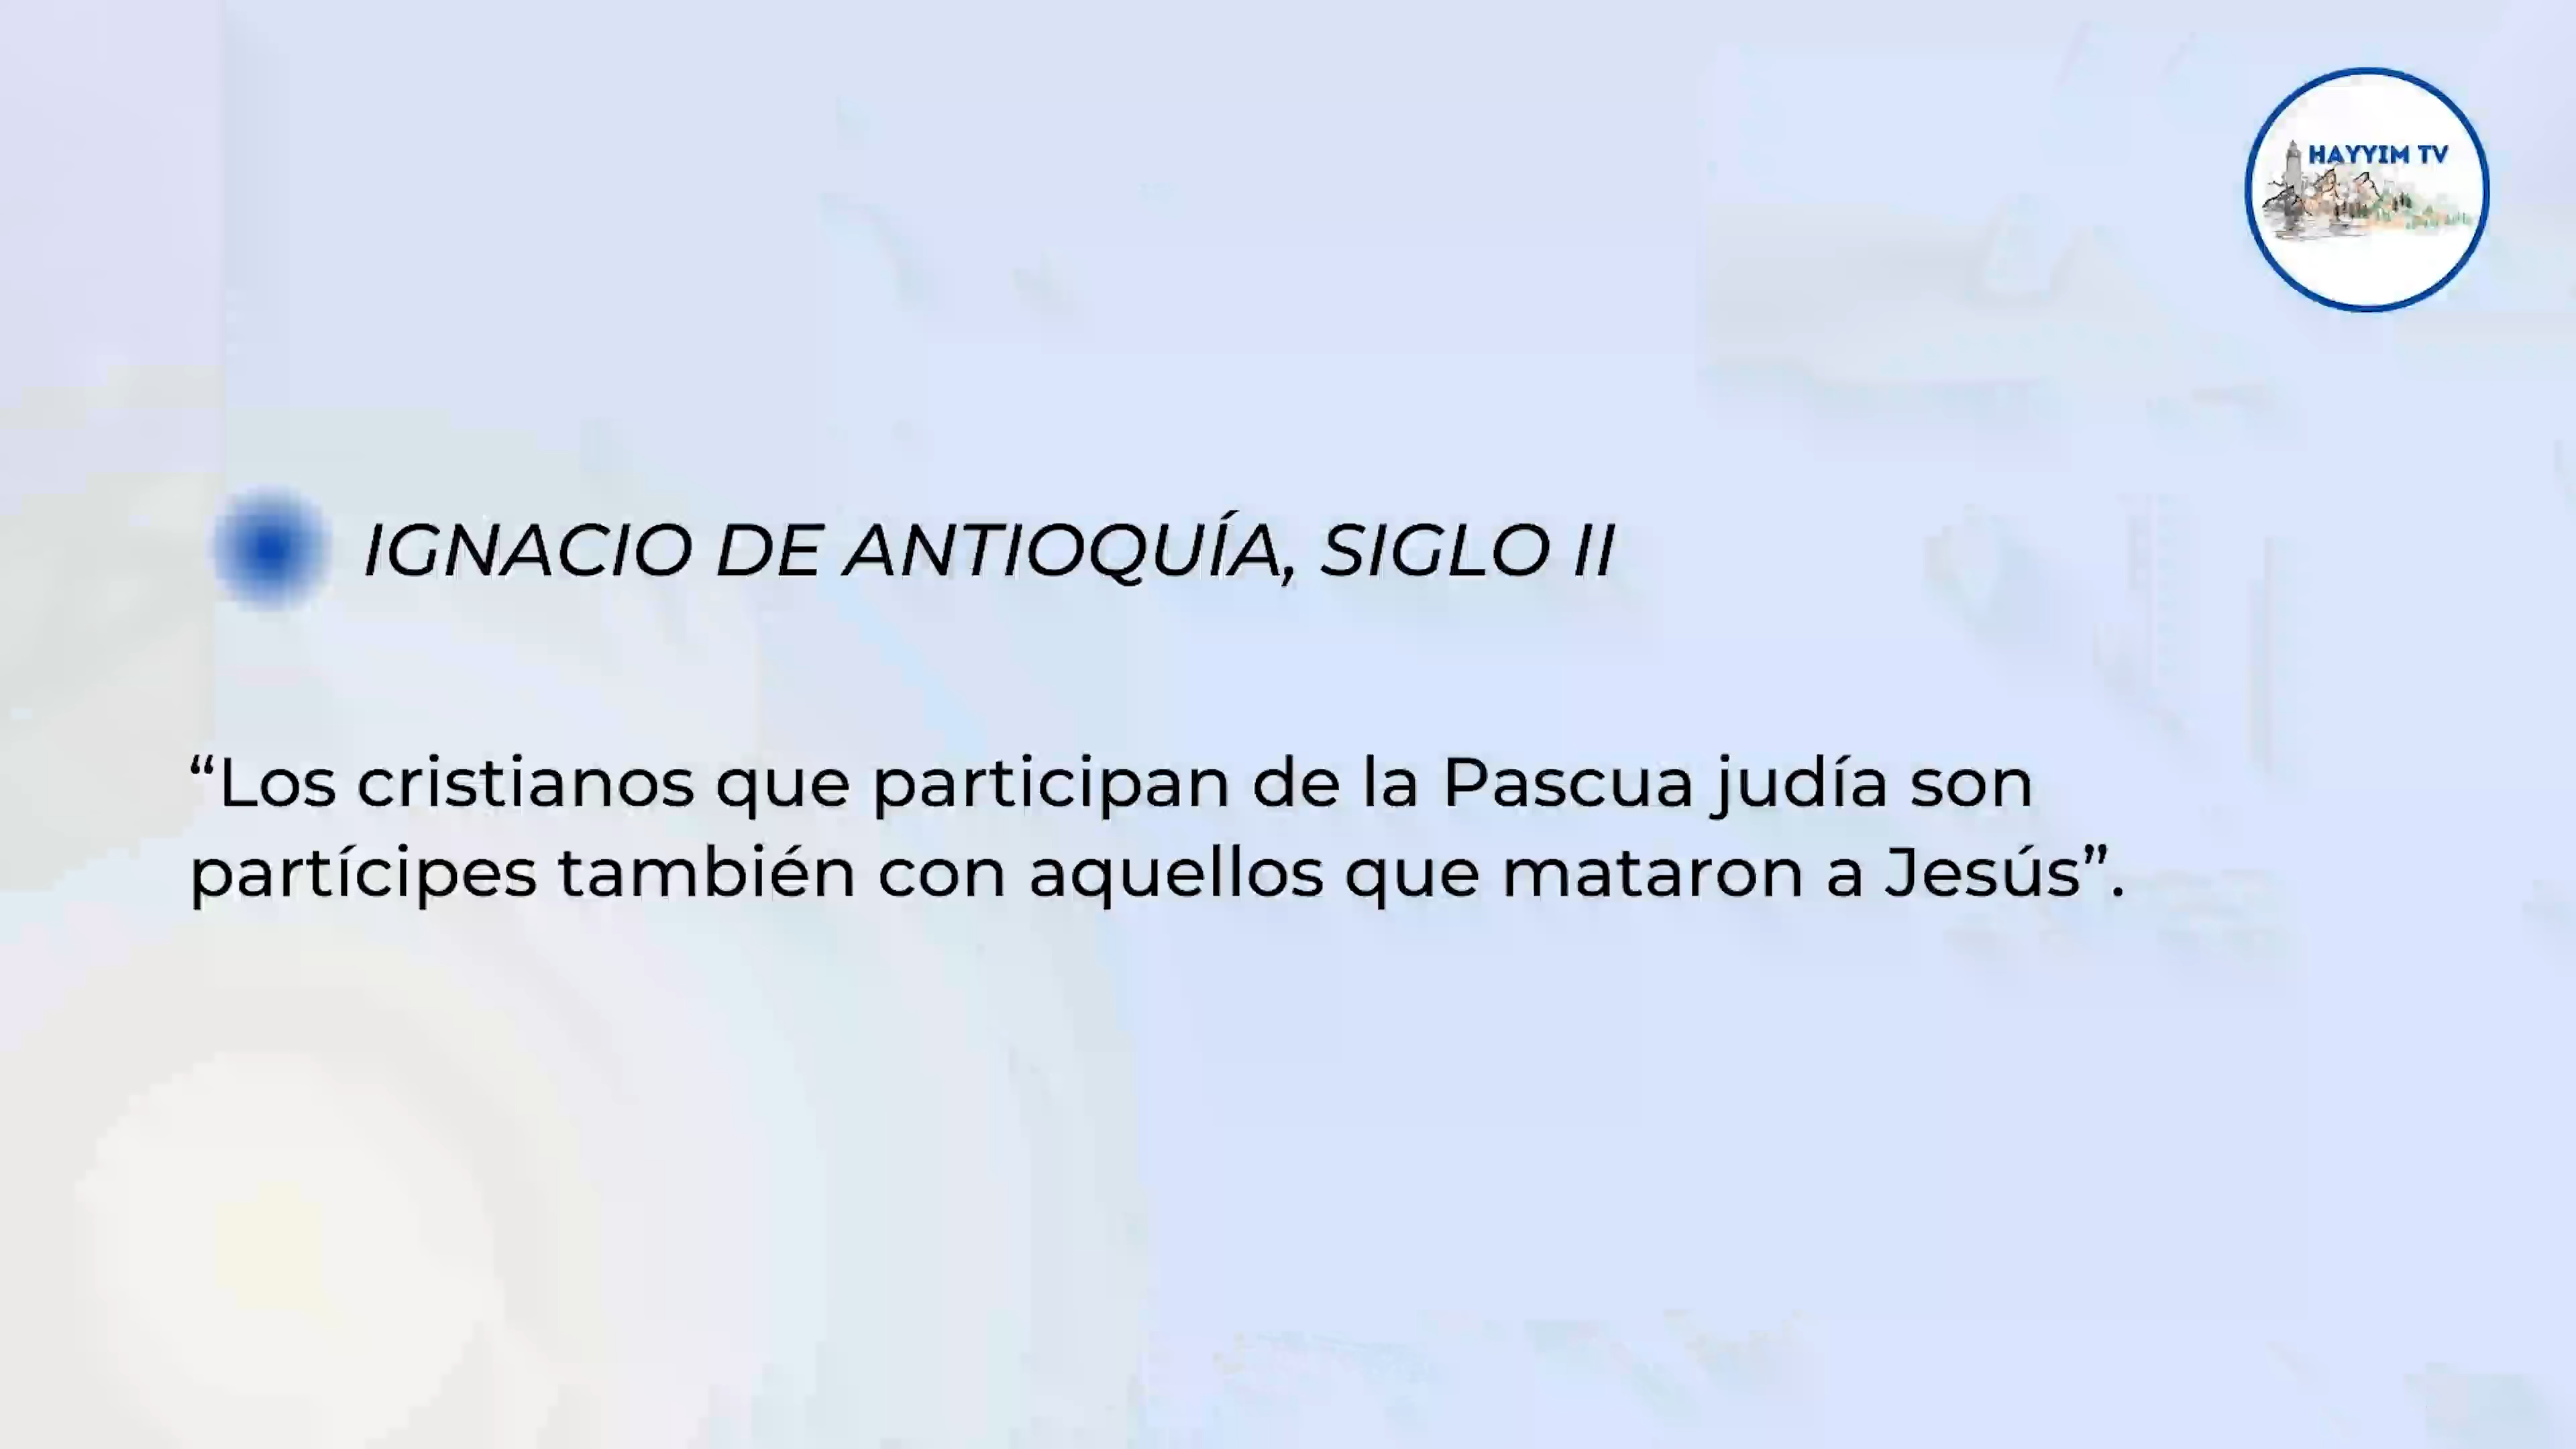 HAYYIM TV
IGNACIO DE ANTIOQUÍA, SIGLO II
“Los cristianos que participan de la Pascua judía son
partícipes también con aquellos que mataron a Jesús”.